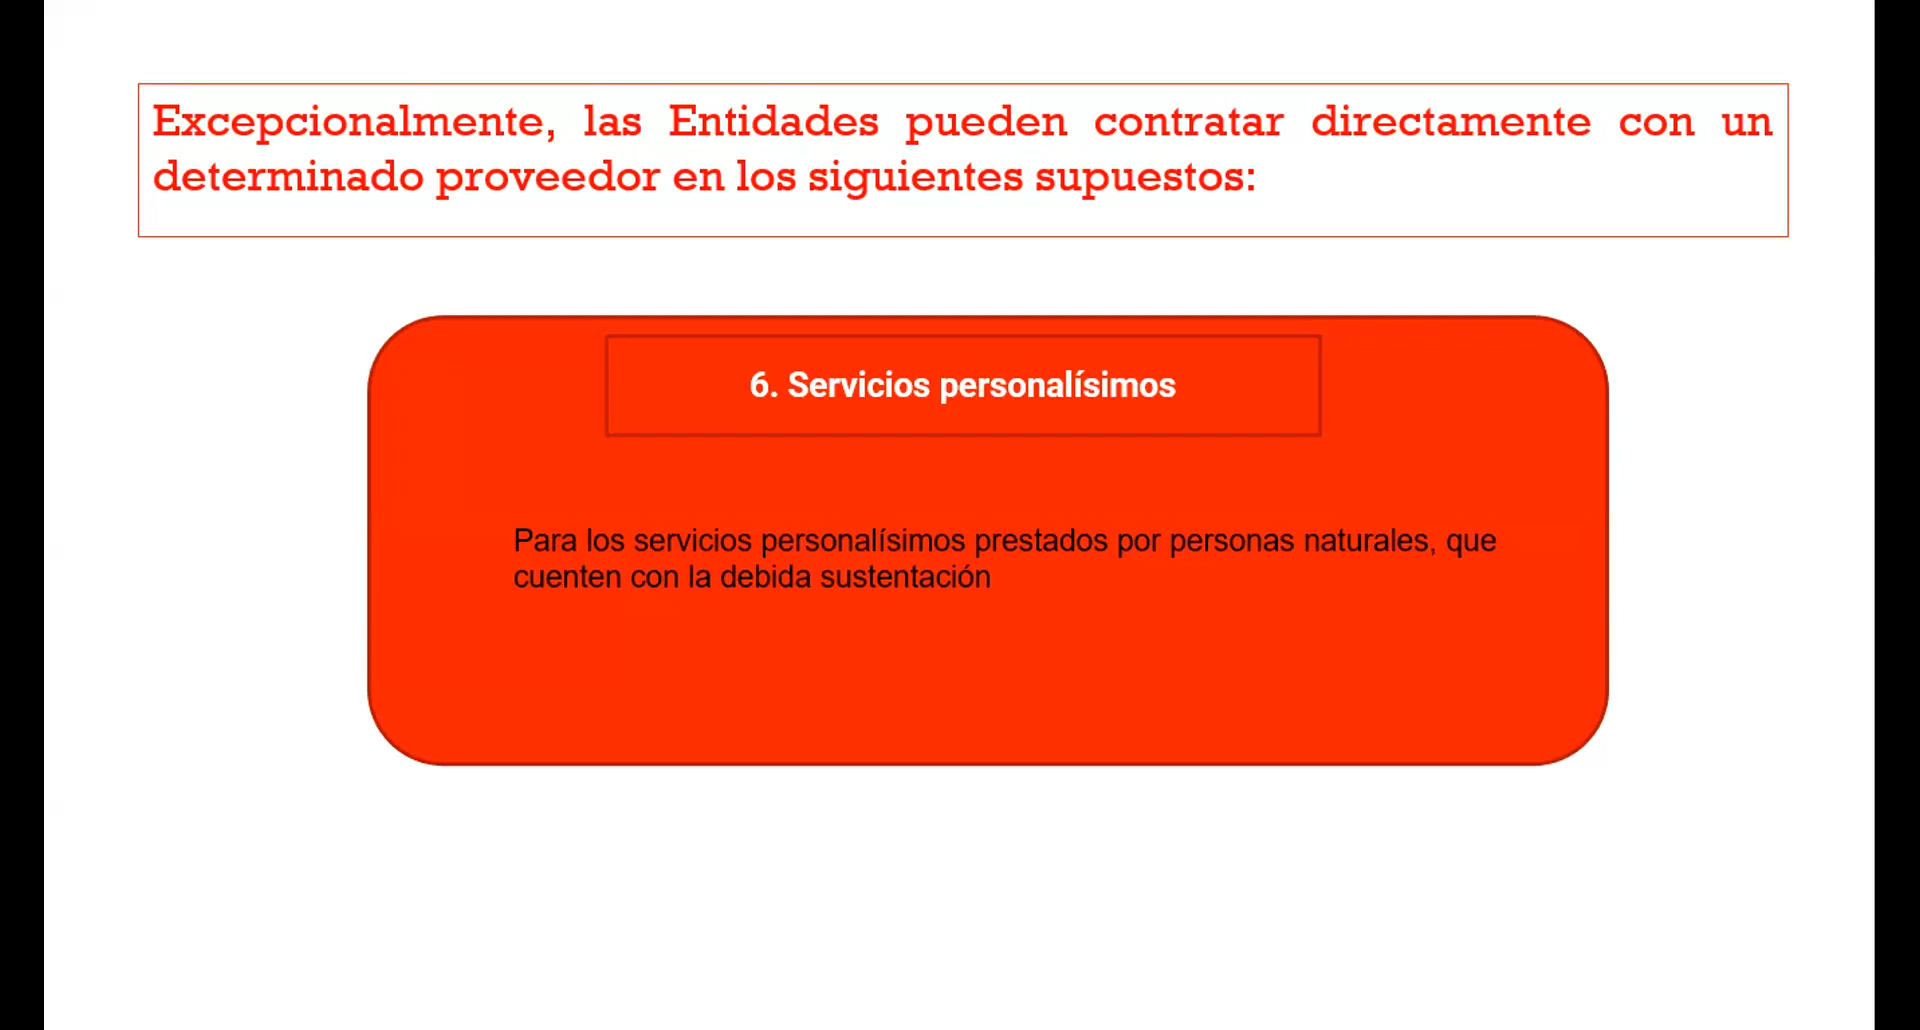 Excepcionalmente, las Entidades pueden contratar directamente con un
determinado proveedor en los siguientes supuestos:
6. Servicios personalísimos
Para los servicios personalísimos prestados por personas naturales, que
cuenten con la debida sustentación